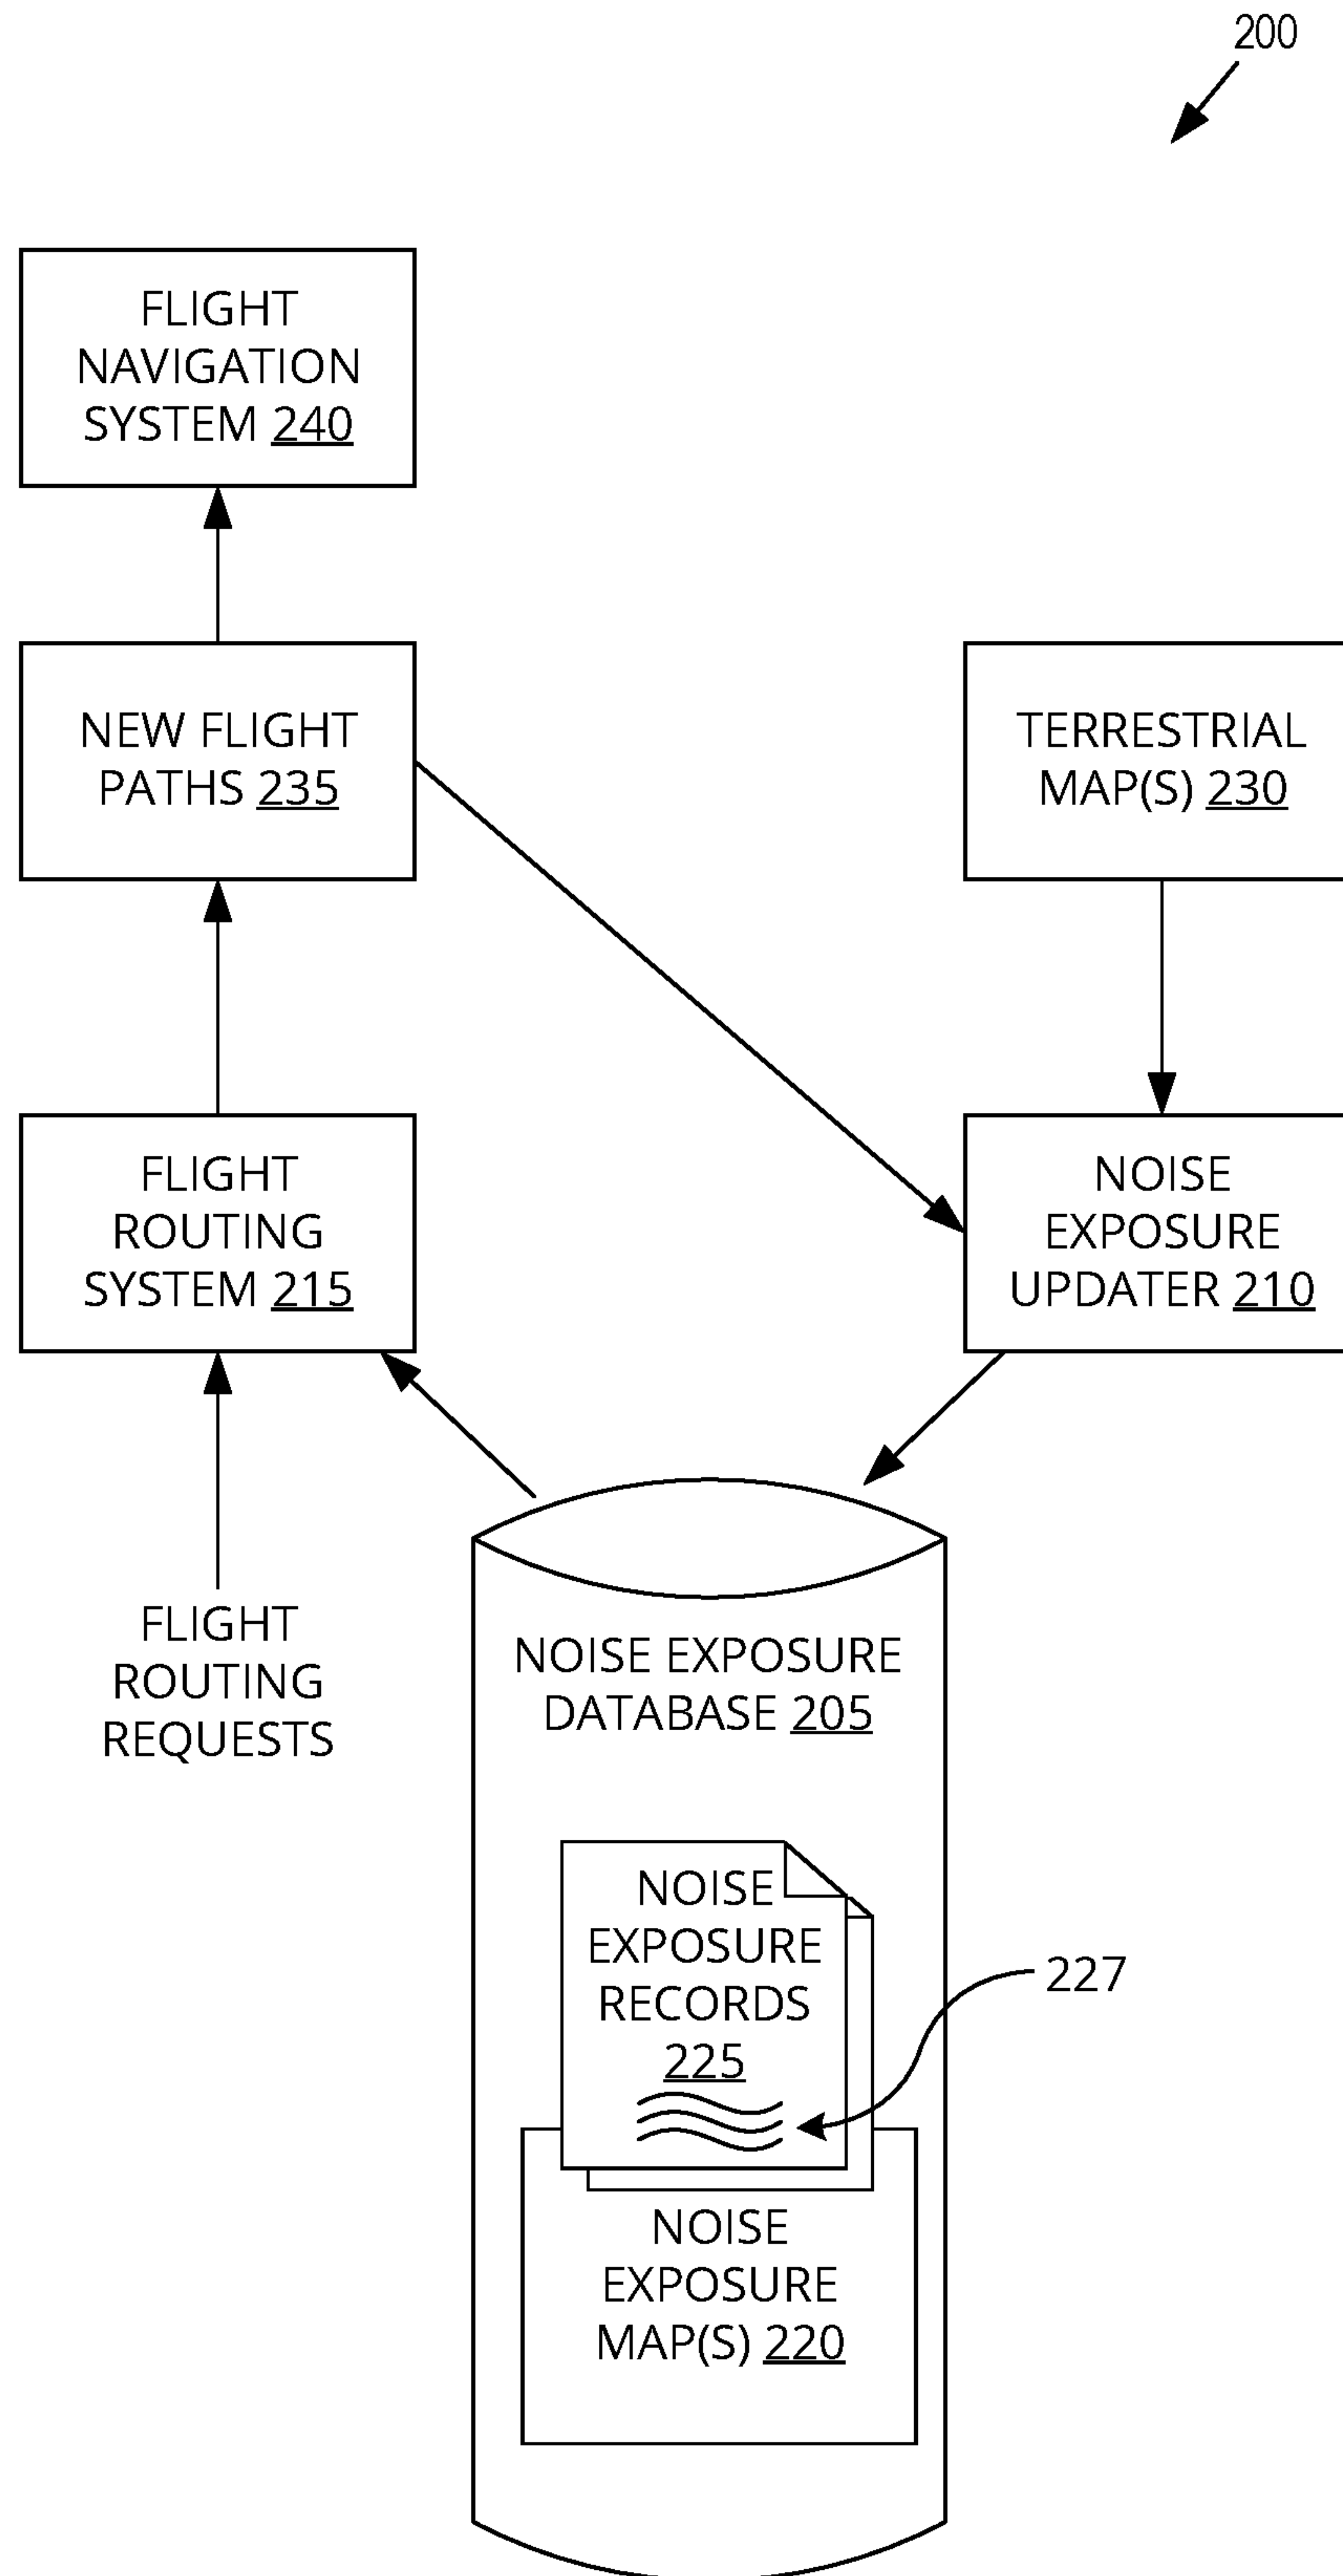 200
FLIGHT
NAVIGATION
SYSTEM 240
NEW FLIGHT
PATHS 235
TERRESTRIAL
MAP(S) 230
FLIGHT
ROUTING
SYSTEM 215
NOISE
EXPOSURE
UPDATER 210
FLIGHT
ROUTING
REQUESTS
NOISE EXPOSURE
DATABASE 205
NOISE
EXPOSURE
RECORDS
225
227
NOISE
EXPOSURE
MAP(S) 220